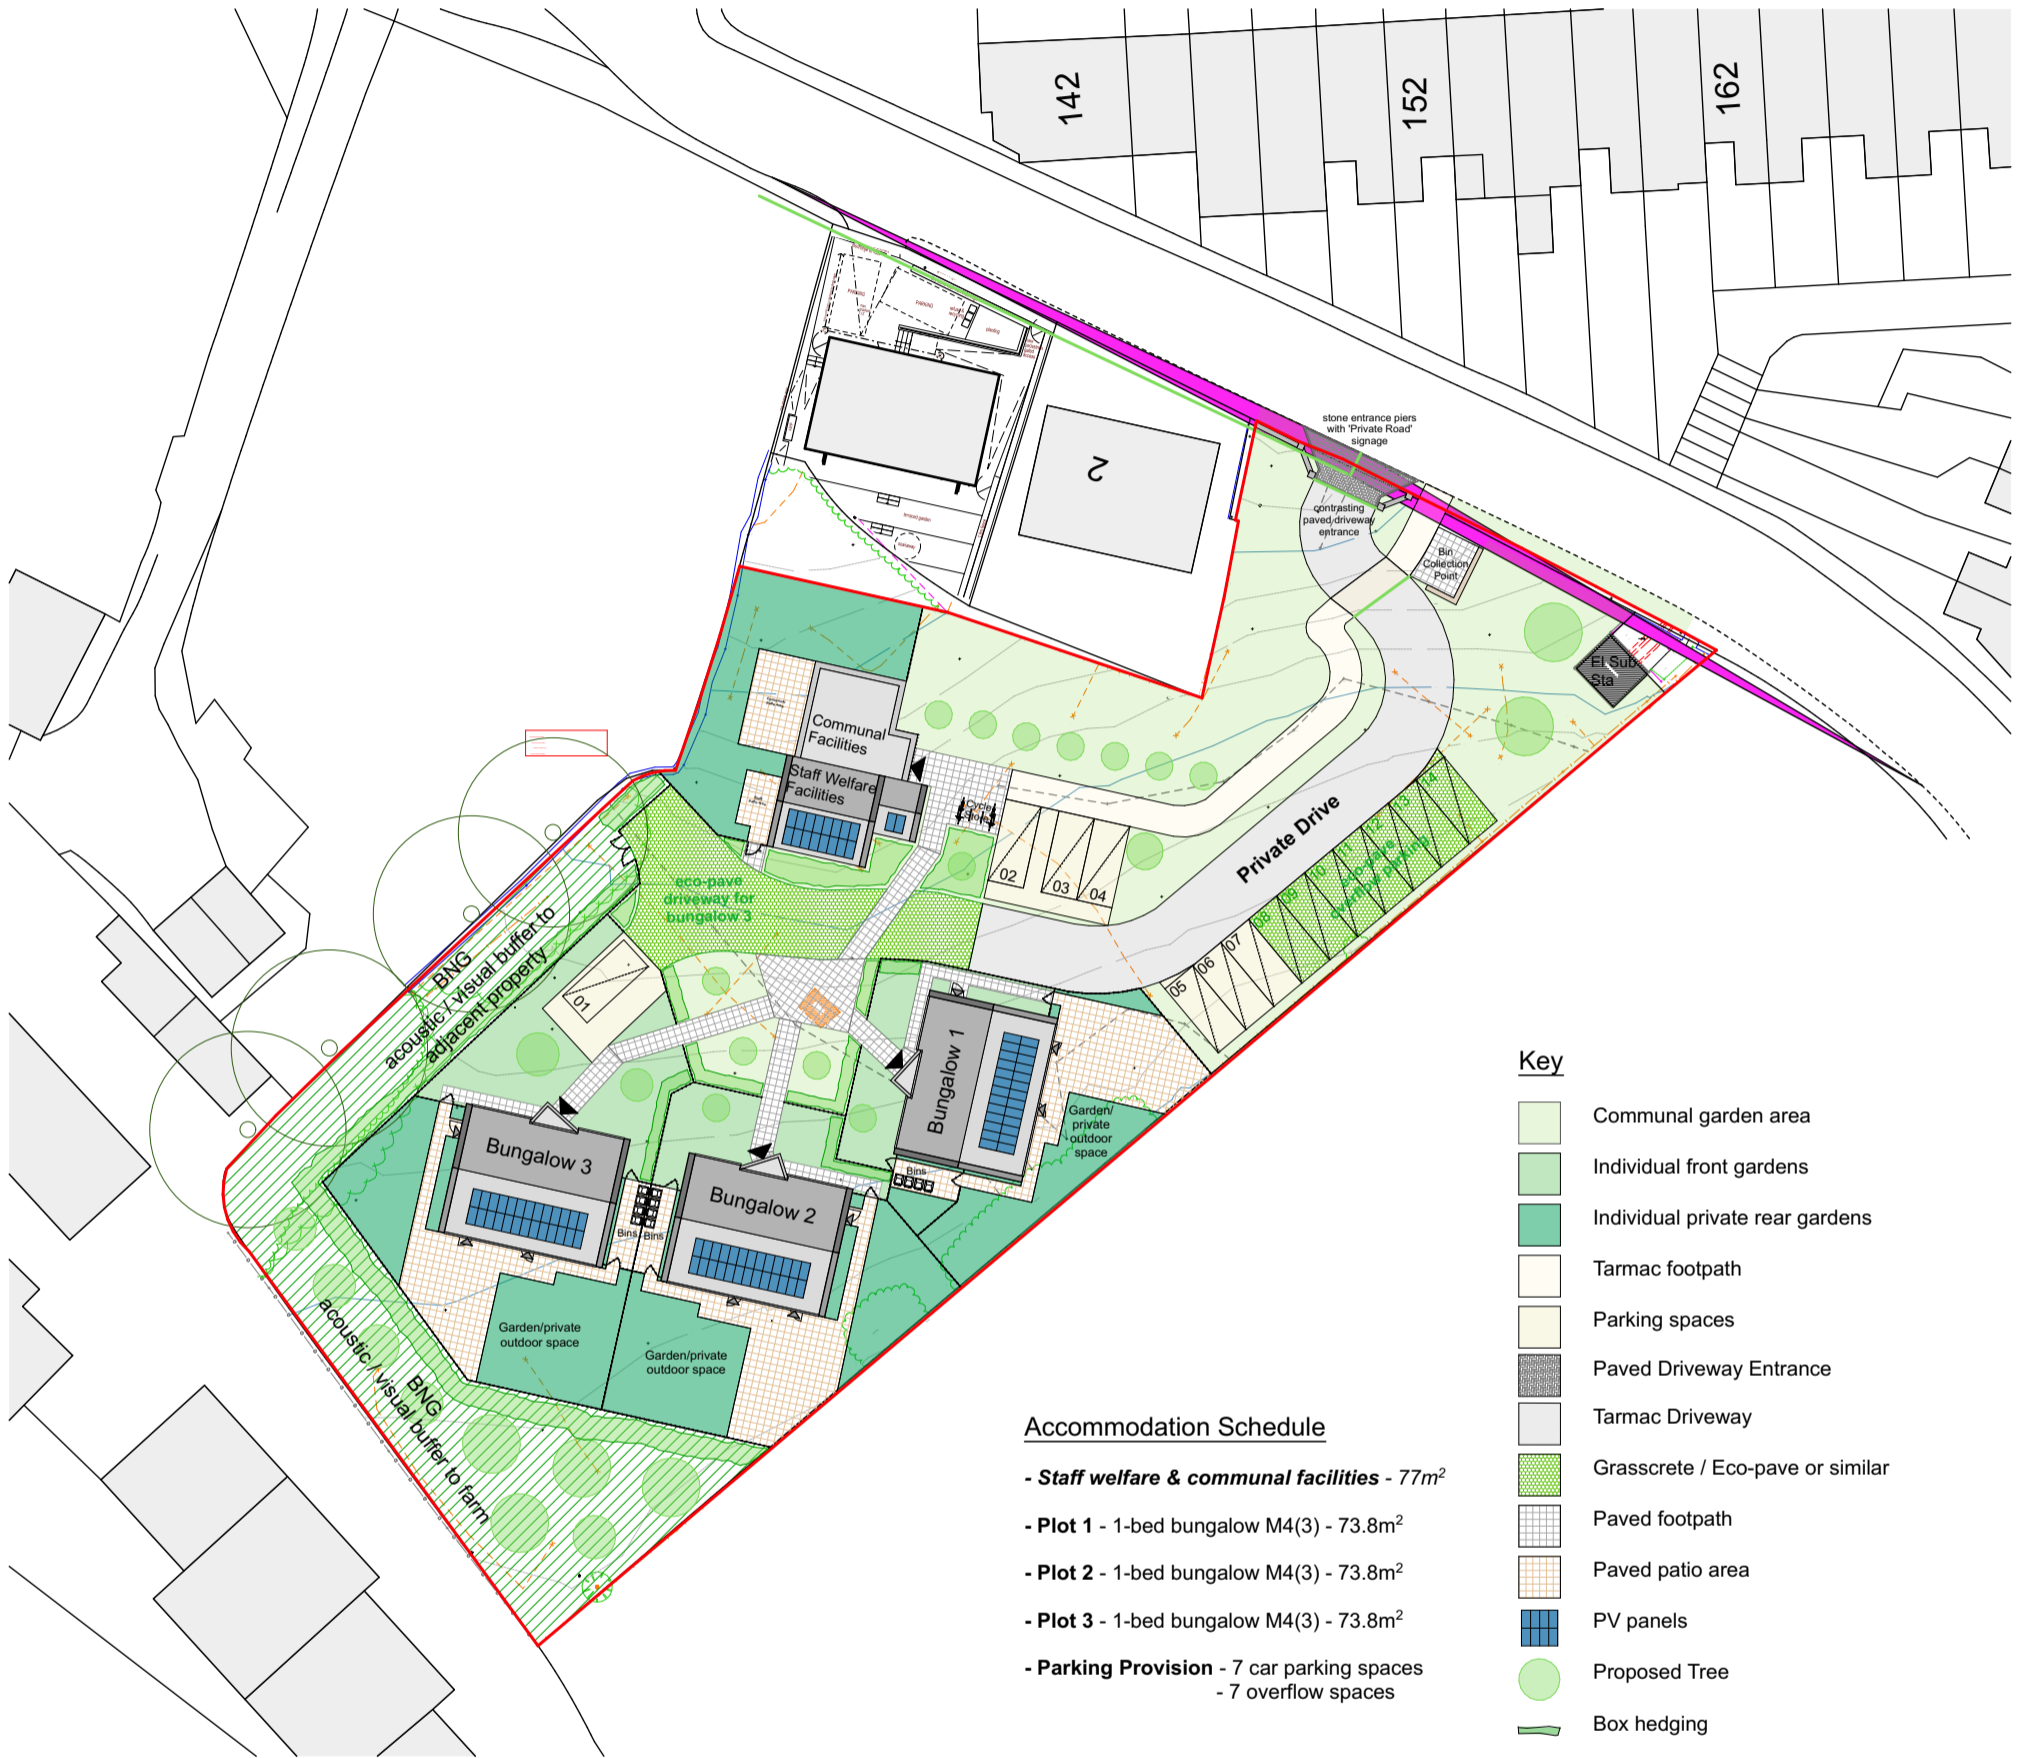 142
152
162
stone entrance piers
with 'Private Road'
signage
2
contrasting
paved driveway
entrance
Bin
Collection
Point
El Sub
Sta
Communal
Facilities
Staff Welfare
Facilities
Cycle
Store
02
03
04
Private Drive
14
13
12
11
10
09
08
07
06
05
eco-pave
overflow parking
eco-pave
driveway for
bungalow 3
BNG
acoustic / visual buffer to
adjacent property
01
Bungalow 1
Garden/
private
outdoor
space
Bins
Bungalow 3
Bungalow 2
Bins
Bins
Garden/private
outdoor space
Garden/private
outdoor space
BNG
acoustic / visual buffer to farm
Accommodation Schedule
- Staff welfare & communal facilities - 77m²
- Plot 1 - 1-bed bungalow M4(3) - 73.8m²
- Plot 2 - 1-bed bungalow M4(3) - 73.8m²
- Plot 3 - 1-bed bungalow M4(3) - 73.8m²
- Parking Provision - 7 car parking spaces
- 7 overflow spaces
Key
Communal garden area
Individual front gardens
Individual private rear gardens
Tarmac footpath
Parking spaces
Paved Driveway Entrance
Tarmac Driveway
Grasscrete / Eco-pave or similar
Paved footpath
Paved patio area
PV panels
Proposed Tree
Box hedging